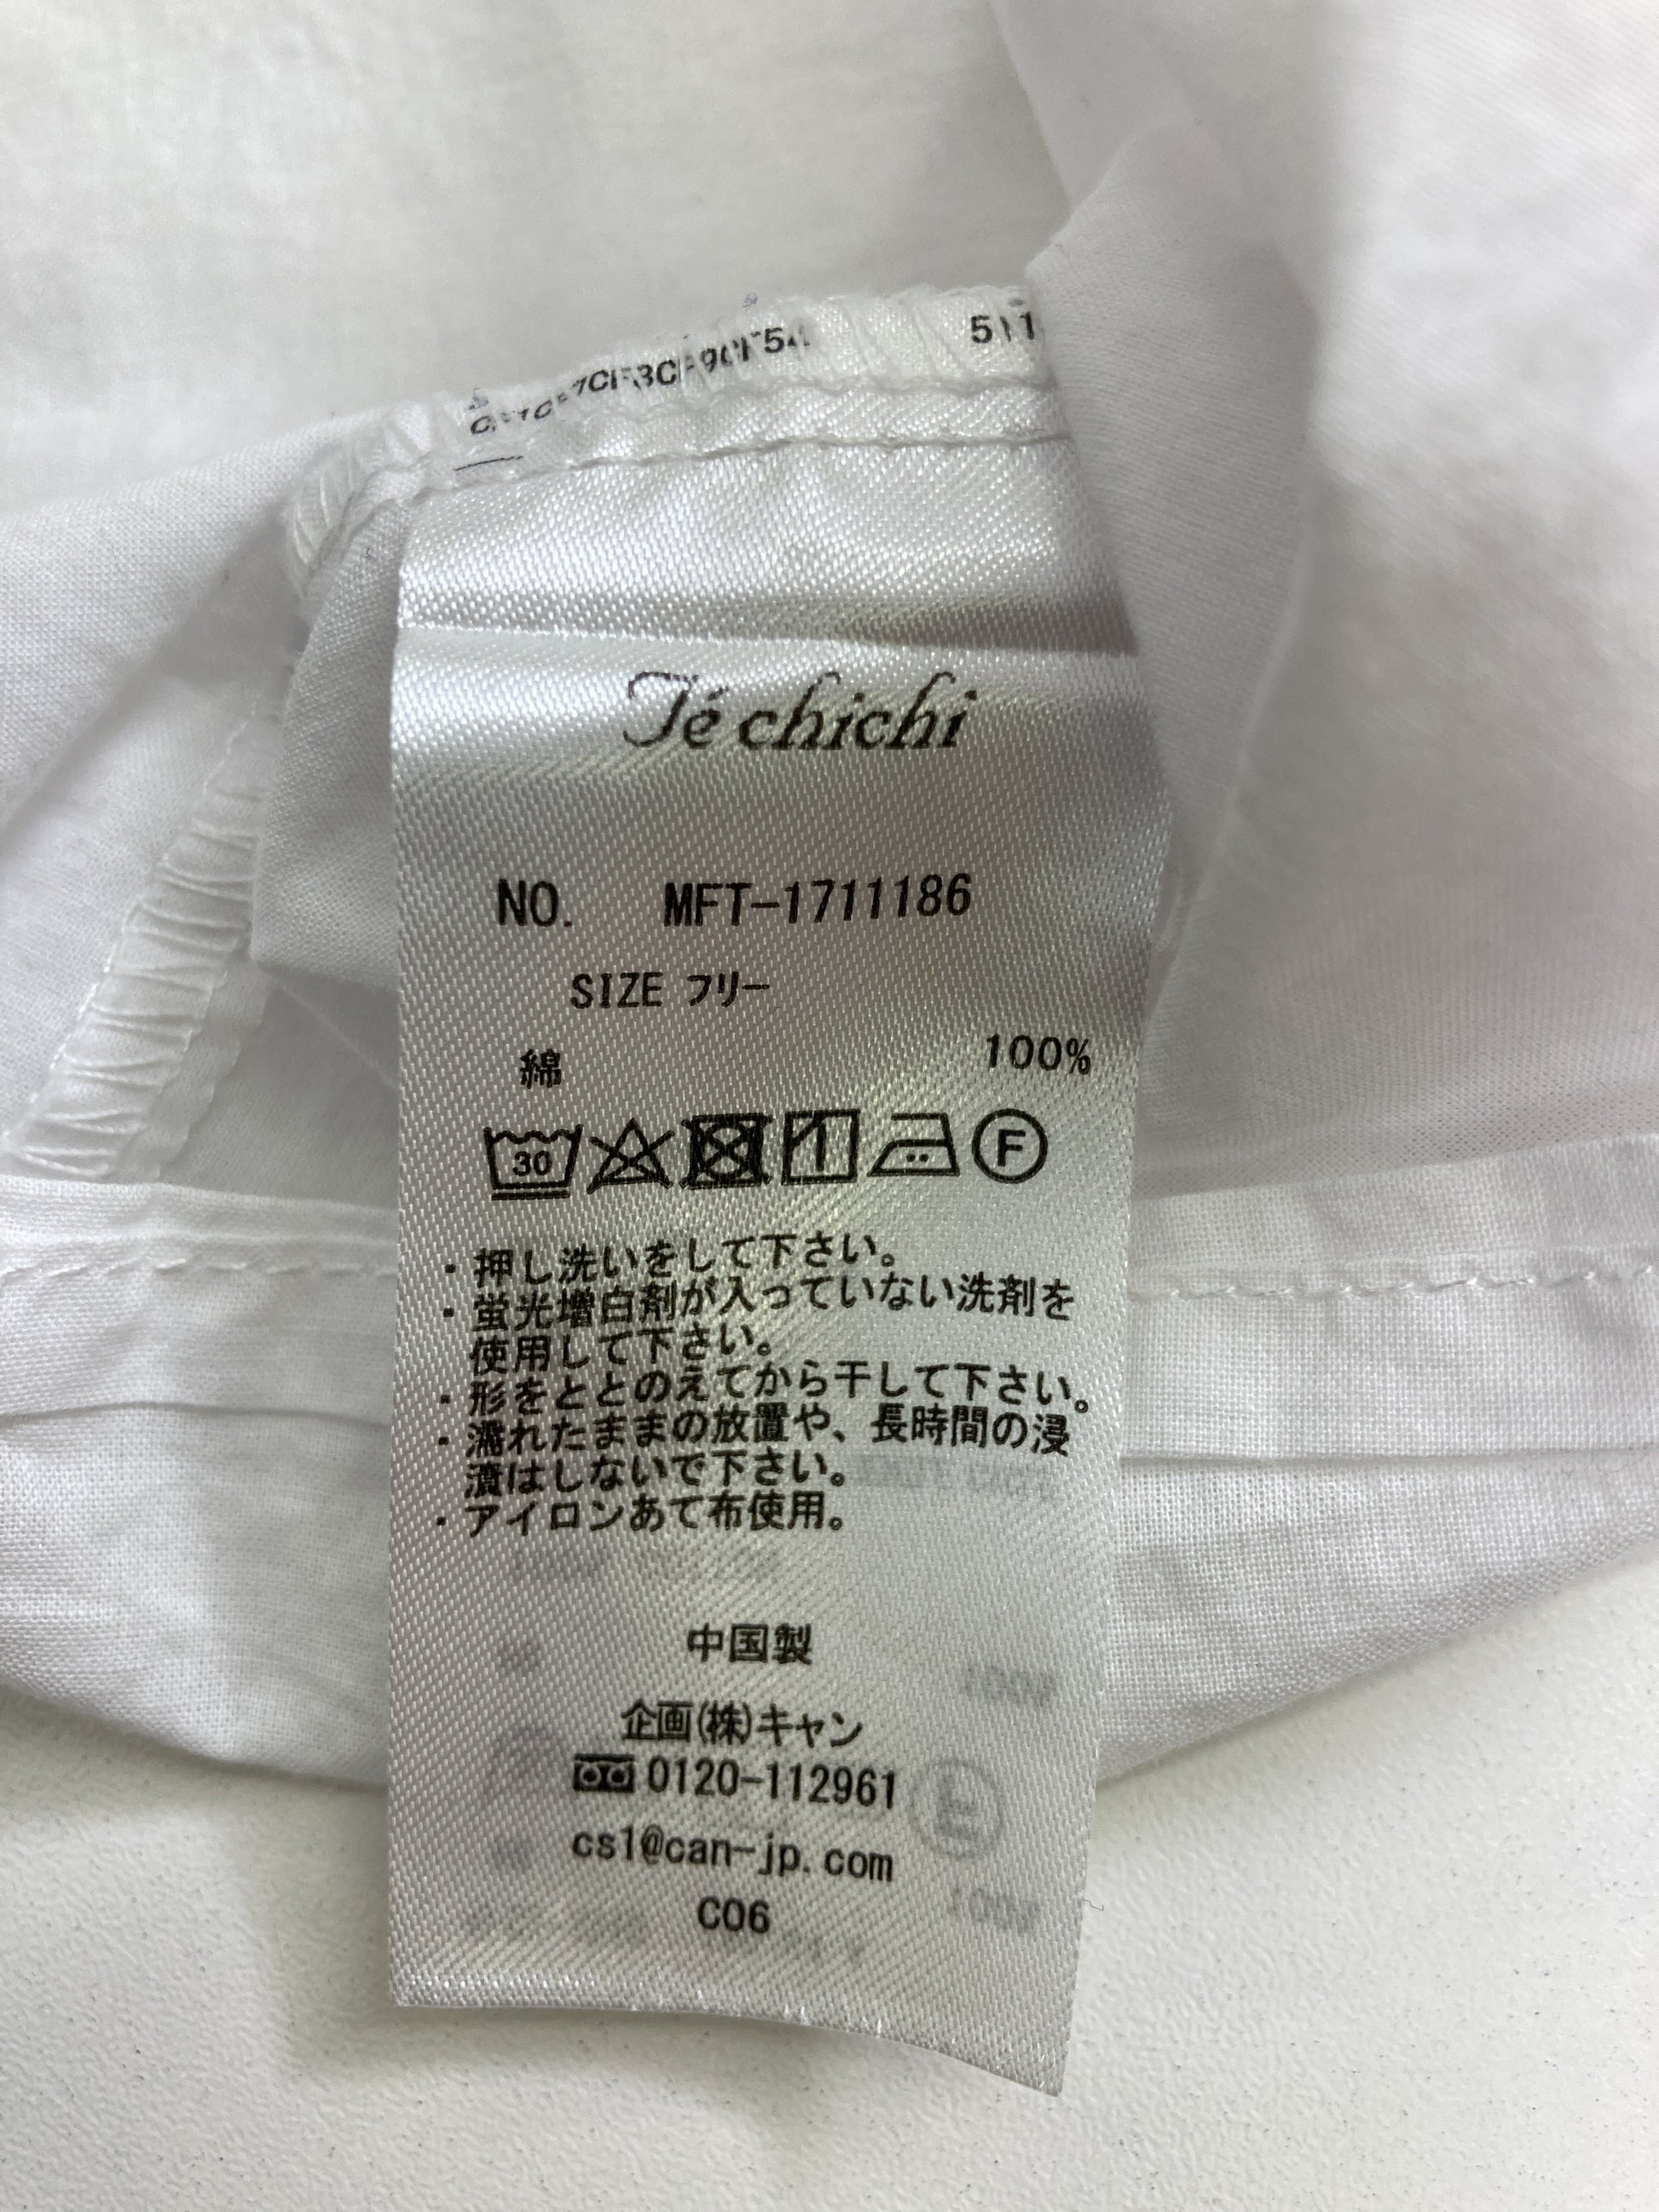 Té chichi
NO. MFT-1711186
SIZE フリー
綿 100%
30
F
・押し洗いをして下さい。
・蛍光増白剤が入っていない洗剤を
使用して下さい。
・形をととのえてから干して下さい。
・濡れたままの放置や、長時間の浸
漬はしないで下さい。
・アイロンあて布使用。
中国製
企画(株)キャン
0120-112961
cs1@can-jp.com
C06